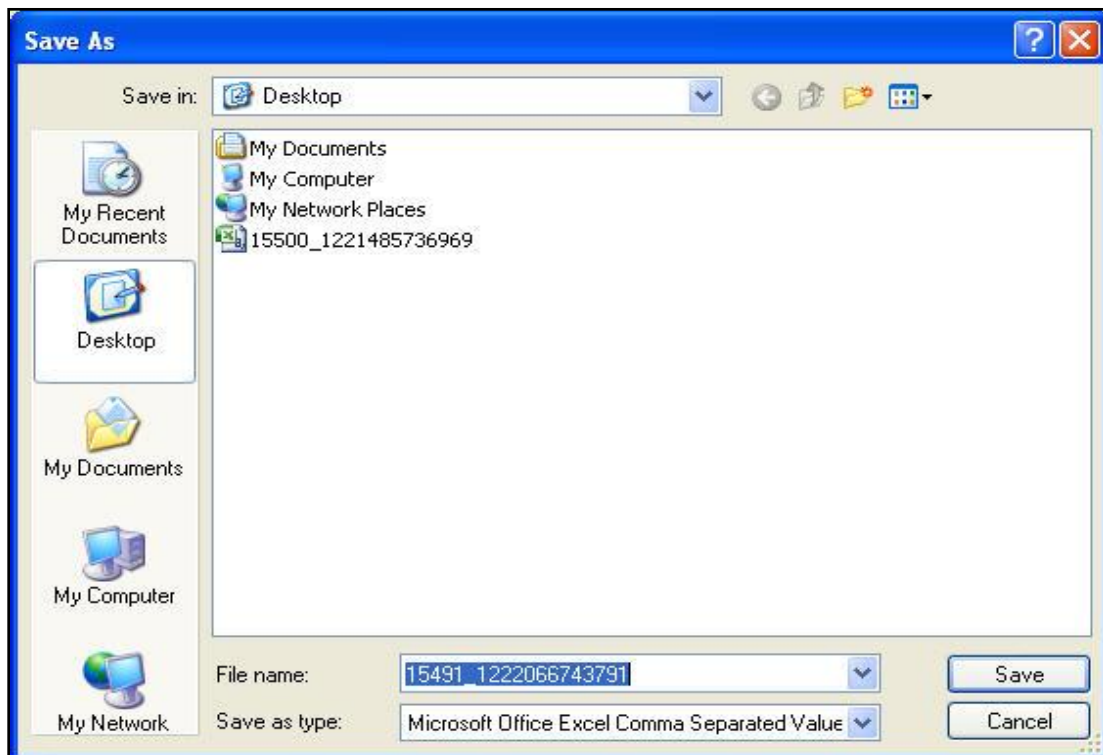 Save As
Save in:
Desktop
My Recent
Documents
Desktop
My Documents
My Computer
My Network
My Documents
My Computer
My Network Places
15500_1221485736969
File name:
15491_1222066743791
Save
Save as type:
Microsoft Office Excel Comma Separated Value
Cancel